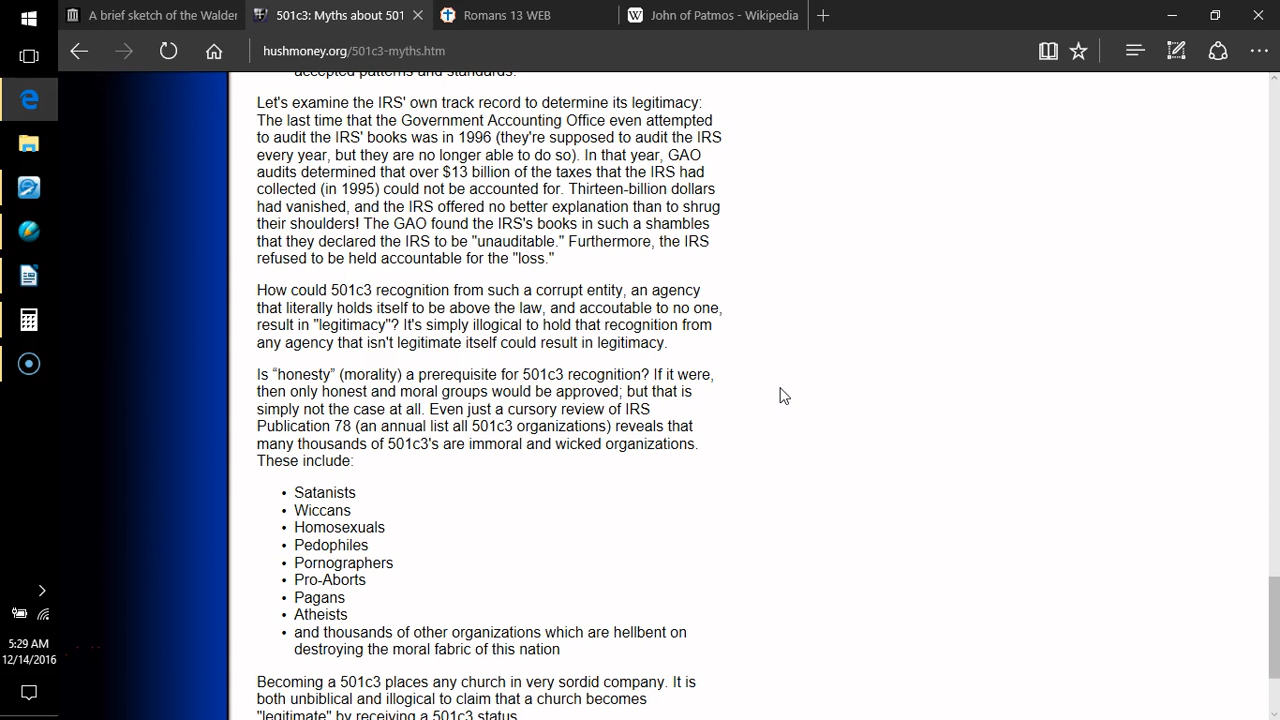 A brief sketch of the Walder
501c3: Myths about 501
Romans 13 WEB
John of Patmos - Wikipedia
hushmoney.org/501c3-myths.htm
accepted patterns and standards.
Let's examine the IRS' own track record to determine its legitimacy:
The last time that the Government Accounting Office even attempted
to audit the IRS' books was in 1996 (they're supposed to audit the IRS
every year, but they are no longer able to do so). In that year, GAO
audits determined that over $13 billion of the taxes that the IRS had
collected (in 1995) could not be accounted for. Thirteen-billion dollars
had vanished, and the IRS offered no better explanation than to shrug
their shoulders! The GAO found the IRS's books in such a shambles
that they declared the IRS to be "unauditable." Furthermore, the IRS
refused to be held accountable for the "loss."
How could 501c3 recognition from such a corrupt entity, an agency
that literally holds itself to be above the law, and accoutable to no one,
result in "legitimacy"? It's simply illogical to hold that recognition from
any agency that isn't legitimate itself could result in legitimacy.
Is “honesty” (morality) a prerequisite for 501c3 recognition? If it were,
then only honest and moral groups would be approved; but that is
simply not the case at all. Even just a cursory review of IRS
Publication 78 (an annual list all 501c3 organizations) reveals that
many thousands of 501c3's are immoral and wicked organizations.
These include:
• Satanists
• Wiccans
• Homosexuals
• Pedophiles
• Pornographers
• Pro-Aborts
• Pagans
• Atheists
• and thousands of other organizations which are hellbent on
destroying the moral fabric of this nation
Becoming a 501c3 places any church in very sordid company. It is
both unbiblical and illogical to claim that a church becomes
"legitimate" by receiving a 501c3 status.
5:29 AM
12/14/2016